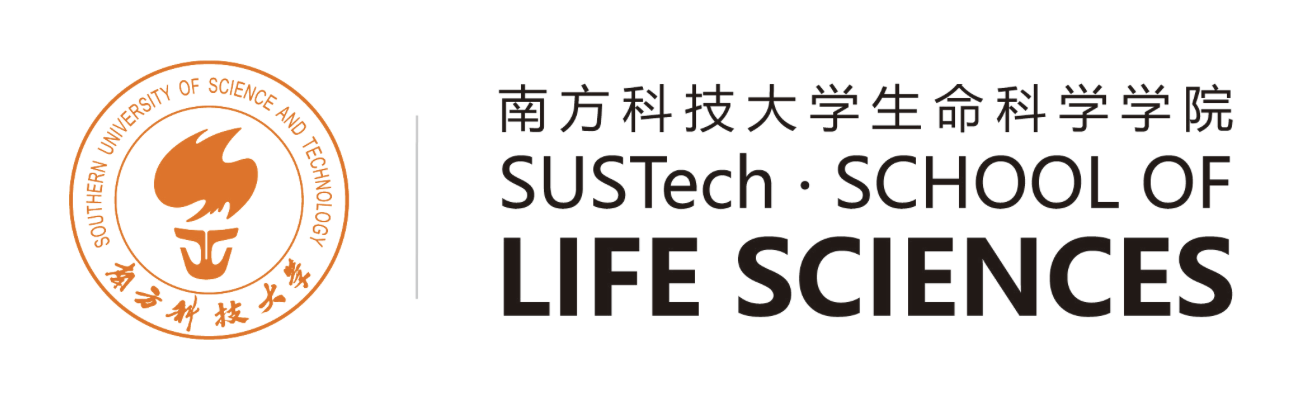 SOUTHERN UNIVERSITY OF SCIENCE AND TECHNOLOGY
南方科技大学
南方科技大学生命科学学院
SUSTech · SCHOOL OF
LIFE SCIENCES